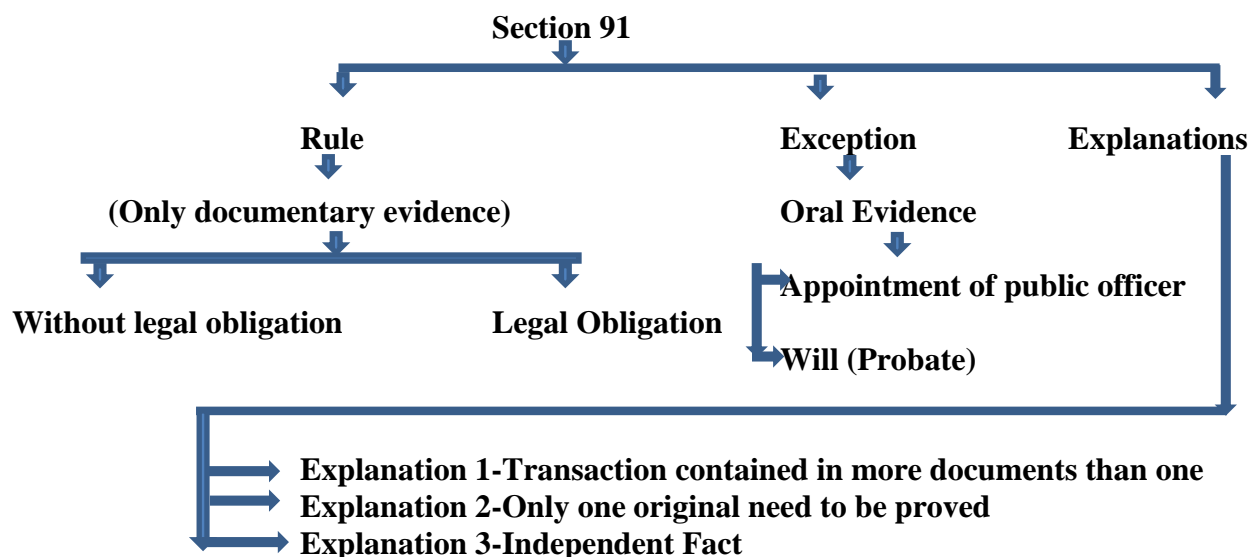 Section 91
Rule
Exception
Explanations
(Only documentary evidence)
Oral Evidence
Without legal obligation
Legal Obligation
Appointment of public officer
Will (Probate)
Explanation 1-Transaction contained in more documents than one
Explanation 2-Only one original need to be proved
Explanation 3-Independent Fact